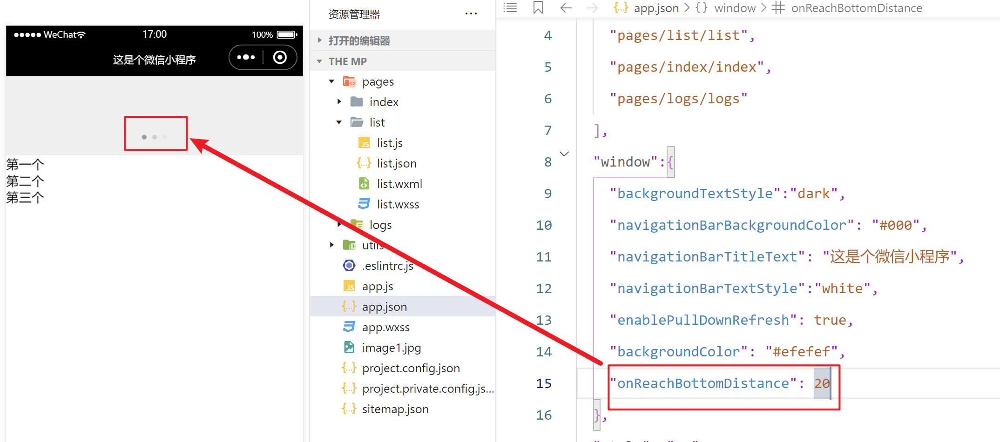 WeChat 17:00 100%
这是个微信小程序
第一个
第二个
第三个
资源管理器 ...
打开的编辑器
THE MP
pages
index
list
list.js
list.json
list.wxml
list.wxss
logs
utils
.eslintrc.js
app.js
app.json
app.wxss
image1.jpg
project.config.json
project.private.config.js...
sitemap.json
{..} app.json > {} window > onReachBottomDistance
4 "pages/list/list",
5 "pages/index/index",
6 "pages/logs/logs"
7 ],
8 "window":{
9 "backgroundTextStyle":"dark",
10 "navigationBarBackgroundColor": "#000",
11 "navigationBarTitleText": "这是个微信小程序",
12 "navigationBarTextStyle":"white",
13 "enablePullDownRefresh": true,
14 "backgroundColor": "#efefef",
15 "onReachBottomDistance": 20
16 },